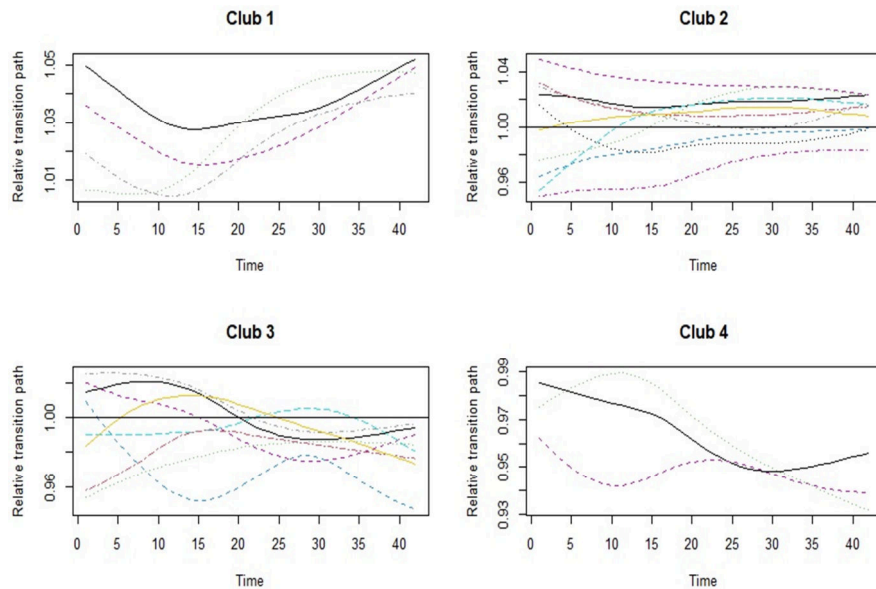 Club 1
Relative transition path
1.05
1.03
1.01
0 5 10 15 20 25 30 35 40
Time
Club 2
Relative transition path
1.04
1.00
0.96
0 5 10 15 20 25 30 35 40
Time
Club 3
Relative transition path
1.00
0.96
0 5 10 15 20 25 30 35 40
Time
Club 4
Relative transition path
0.99
0.97
0.95
0.93
0 5 10 15 20 25 30 35 40
Time